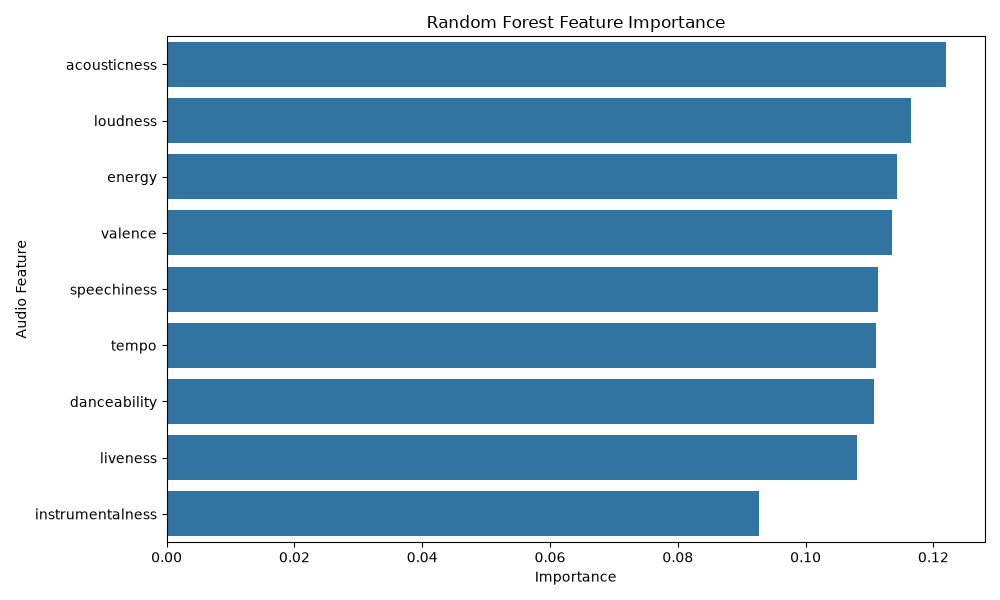 Random Forest Feature Importance
Audio Feature
acousticness
loudness
energy
valence
speechiness
tempo
danceability
liveness
instrumentalness
0.00 0.02 0.04 0.06 0.08 0.10 0.12
Importance